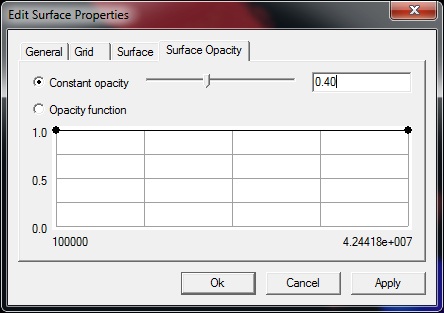 Edit Surface Properties
General Grid Surface Surface Opacity
Constant opacity 0.40
Opacity function
1.0
0.5
0.0
100000 4.24418e+007
Ok Cancel Apply